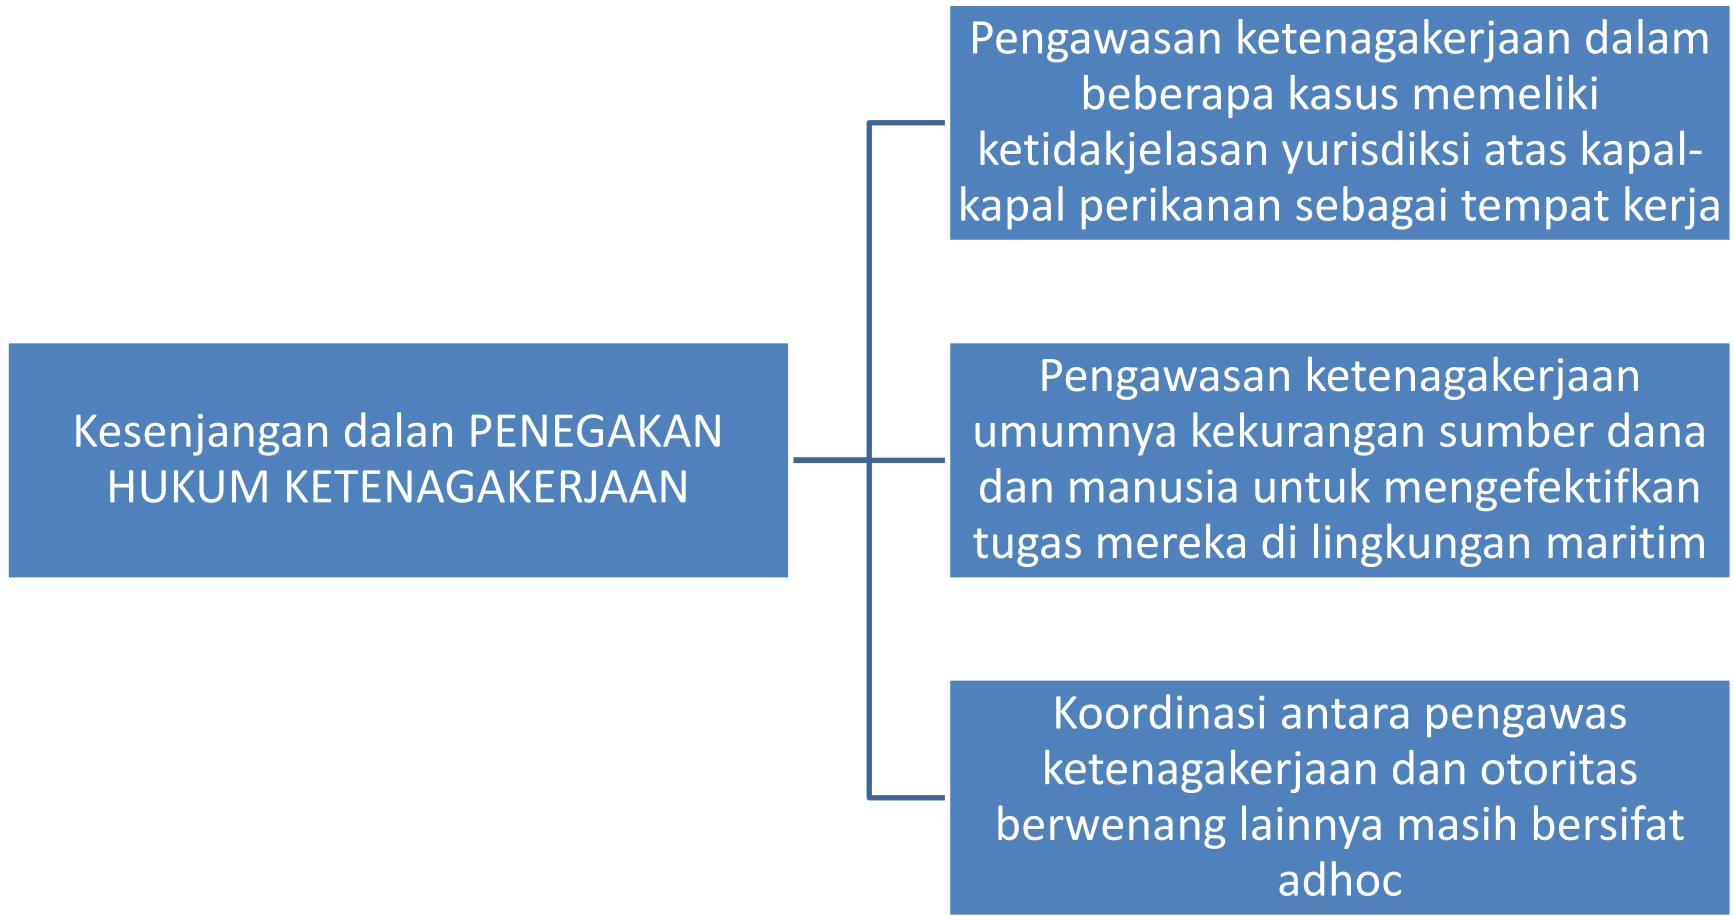 Pengawasan ketenagakerjaan dalam
beberapa kasus memeliki
ketidakjelasan yurisdiksi atas kapal-
kapal perikanan sebagai tempat kerja
Kesenjangan dalan PENEGAKAN
HUKUM KETENAGAKERJAAN
Pengawasan ketenagakerjaan
umumnya kekurangan sumber dana
dan manusia untuk mengefektifkan
tugas mereka di lingkungan maritim
Koordinasi antara pengawas
ketenagakerjaan dan otoritas
berwenang lainnya masih bersifat
adhoc